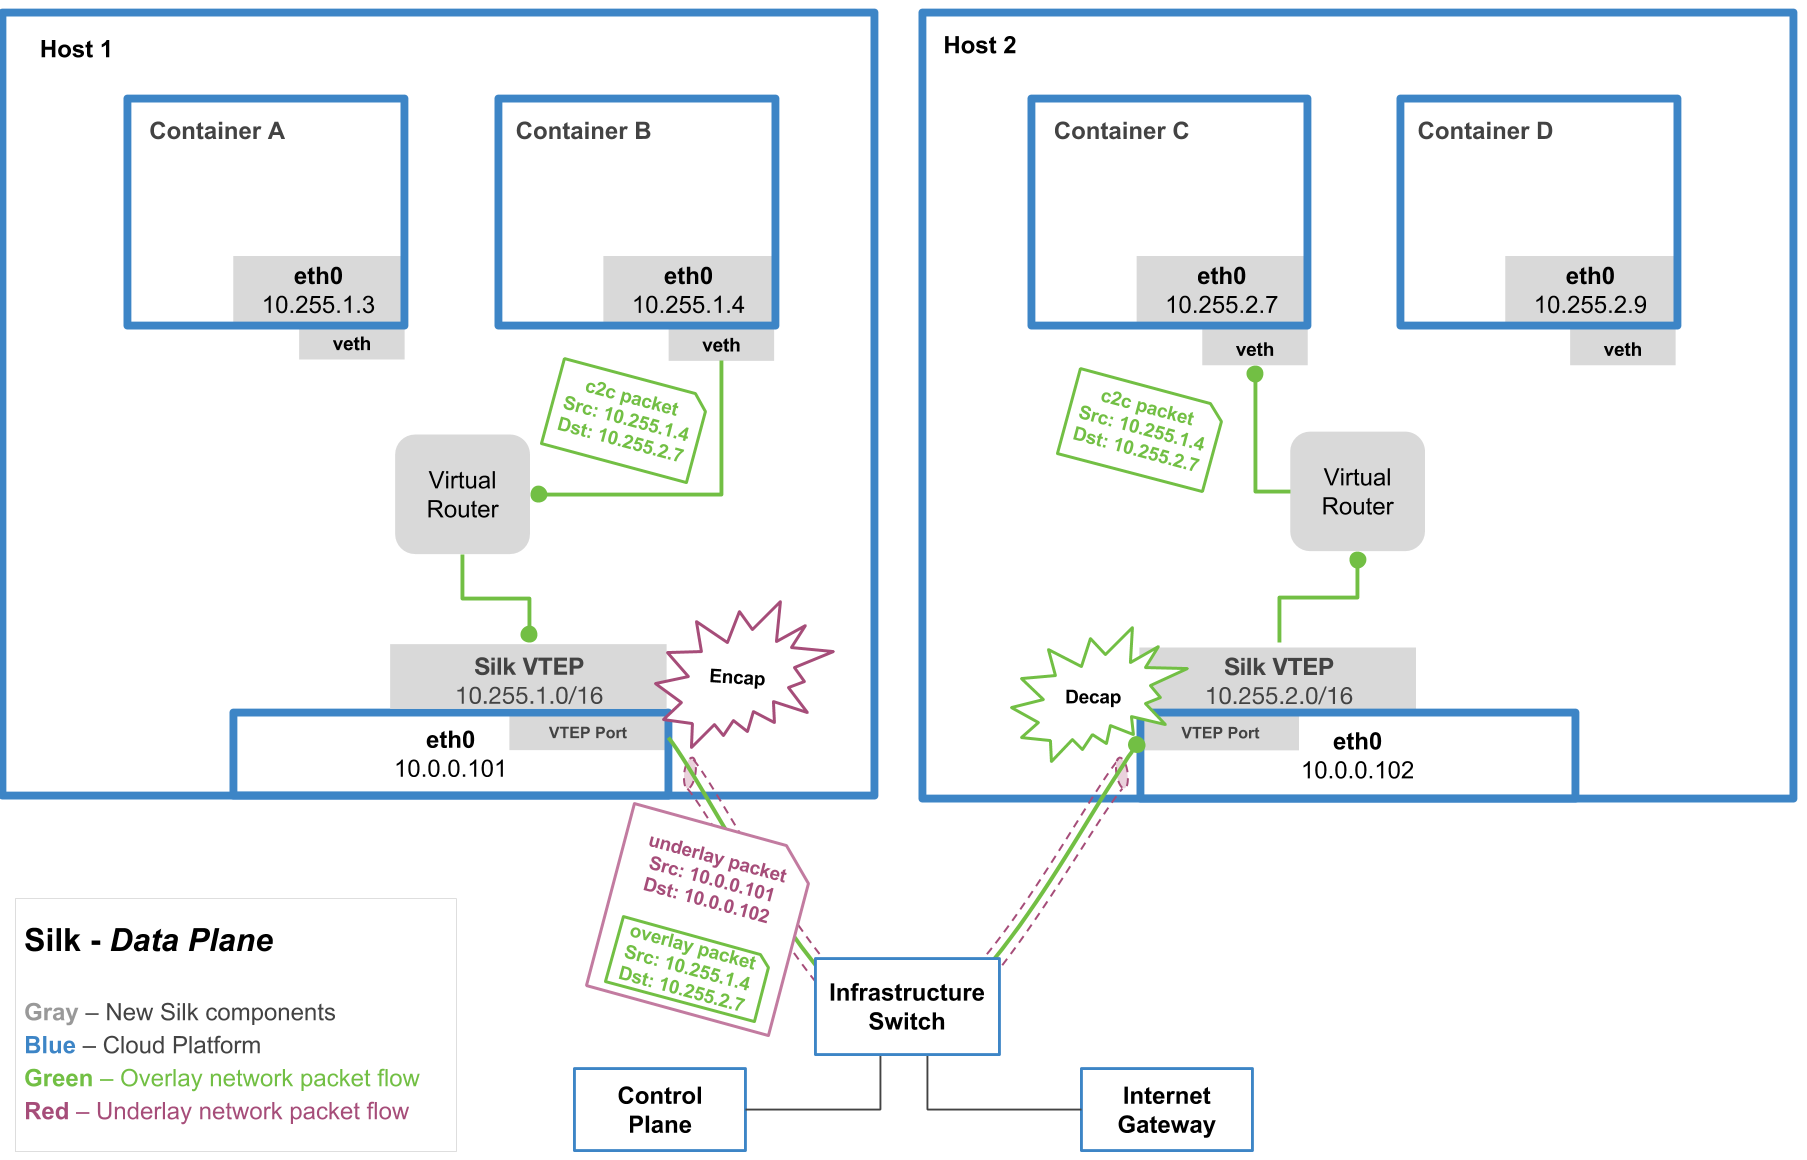 Host 1
Container A
eth0
10.255.1.3
veth
Container B
eth0
10.255.1.4
veth
c2c packet
Src: 10.255.1.4
Dst: 10.255.2.7
Virtual
Router
Silk VTEP
10.255.1.0/16
Encap
VTEP Port
eth0
10.0.0.101
Host 2
Container C
eth0
10.255.2.7
veth
Container D
eth0
10.255.2.9
veth
c2c packet
Src: 10.255.1.4
Dst: 10.255.2.7
Virtual
Router
Decap
Silk VTEP
10.255.2.0/16
VTEP Port
eth0
10.0.0.102
underlay packet
Src: 10.0.0.101
Dst: 10.0.0.102
overlay packet
Src: 10.255.1.4
Dst: 10.255.2.7
Infrastructure
Switch
Control
Plane
Internet
Gateway
Silk - Data Plane
Gray – New Silk components
Blue – Cloud Platform
Green – Overlay network packet flow
Red – Underlay network packet flow